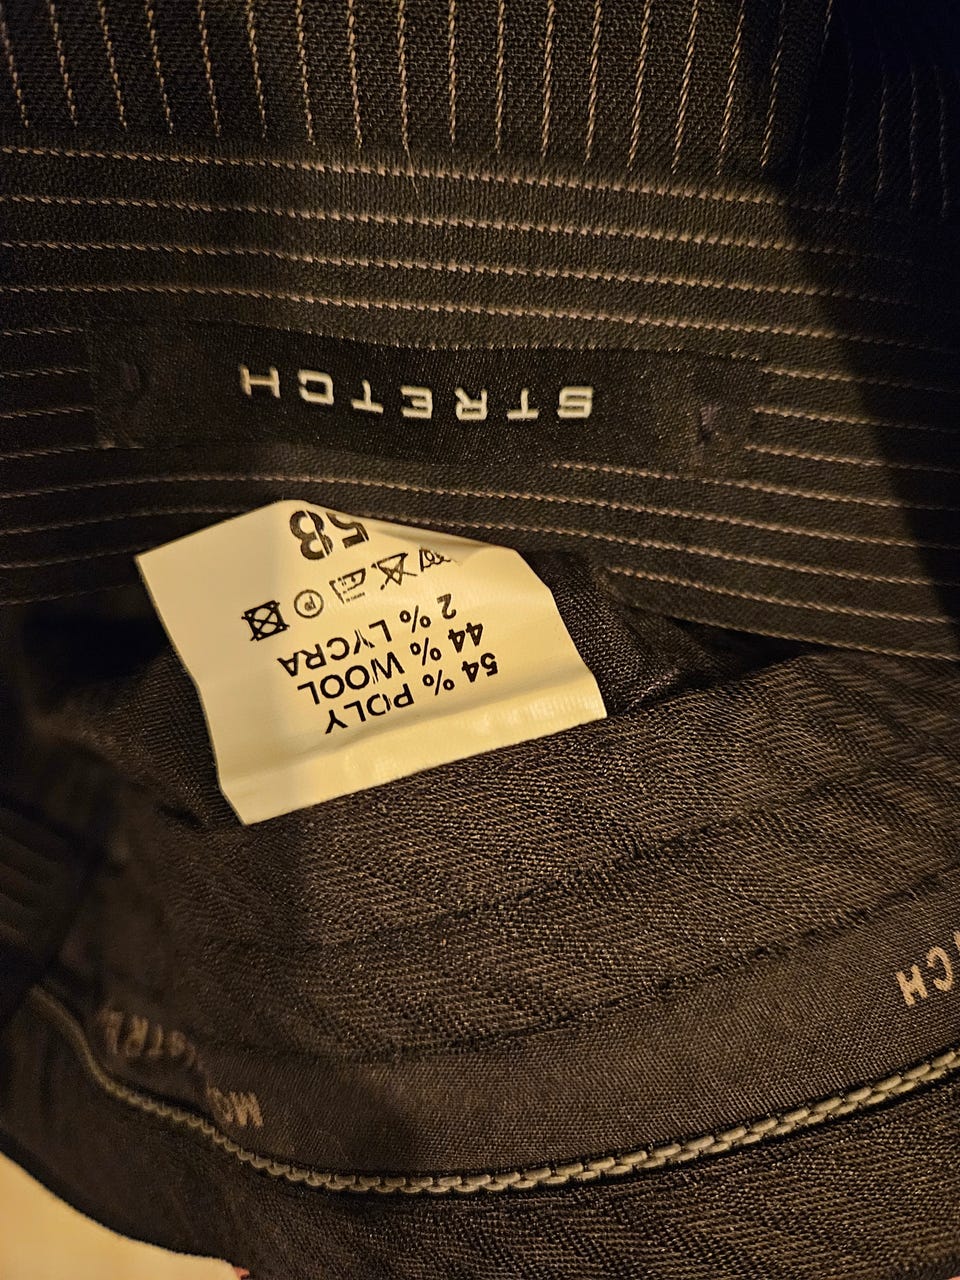 STRETCH
54 % POLY
44 % WOOL
2 % LYCRA
58